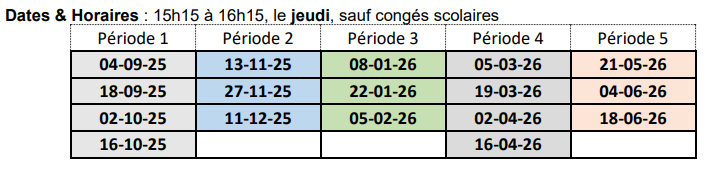 Dates & Horaires : 15h15 à 16h15, le jeudi, sauf congés scolaires
Période 1 Période 2 Période 3 Période 4 Période 5
04-09-25 13-11-25 08-01-26 05-03-26 21-05-26
18-09-25 27-11-25 22-01-26 19-03-26 04-06-26
02-10-25 11-12-25 05-02-26 02-04-26 18-06-26
16-10-25 16-04-26